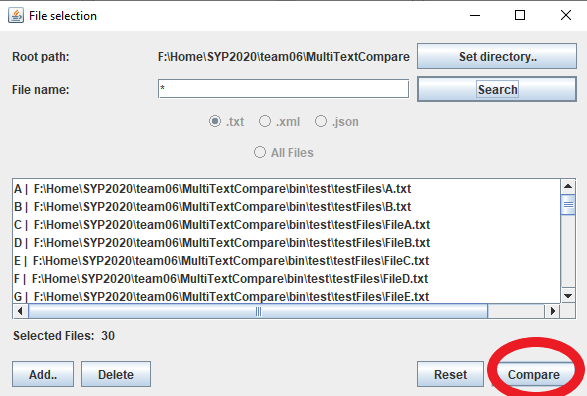 File selection
Root path: F:\Home\SYP2020\team06\MultiTextCompare Set directory..
File name: * Search
.txt .xml .json
All Files
A | F:\Home\SYP2020\team06\MultiTextCompare\bin\test\testFiles\A.txt
B | F:\Home\SYP2020\team06\MultiTextCompare\bin\test\testFiles\B.txt
C | F:\Home\SYP2020\team06\MultiTextCompare\bin\test\testFiles\FileA.txt
D | F:\Home\SYP2020\team06\MultiTextCompare\bin\test\testFiles\FileB.txt
E | F:\Home\SYP2020\team06\MultiTextCompare\bin\test\testFiles\FileC.txt
F | F:\Home\SYP2020\team06\MultiTextCompare\bin\test\testFiles\FileD.txt
G | F:\Home\SYP2020\team06\MultiTextCompare\bin\test\testFiles\FileE.txt
Selected Files: 30
Add.. Delete Reset Compare